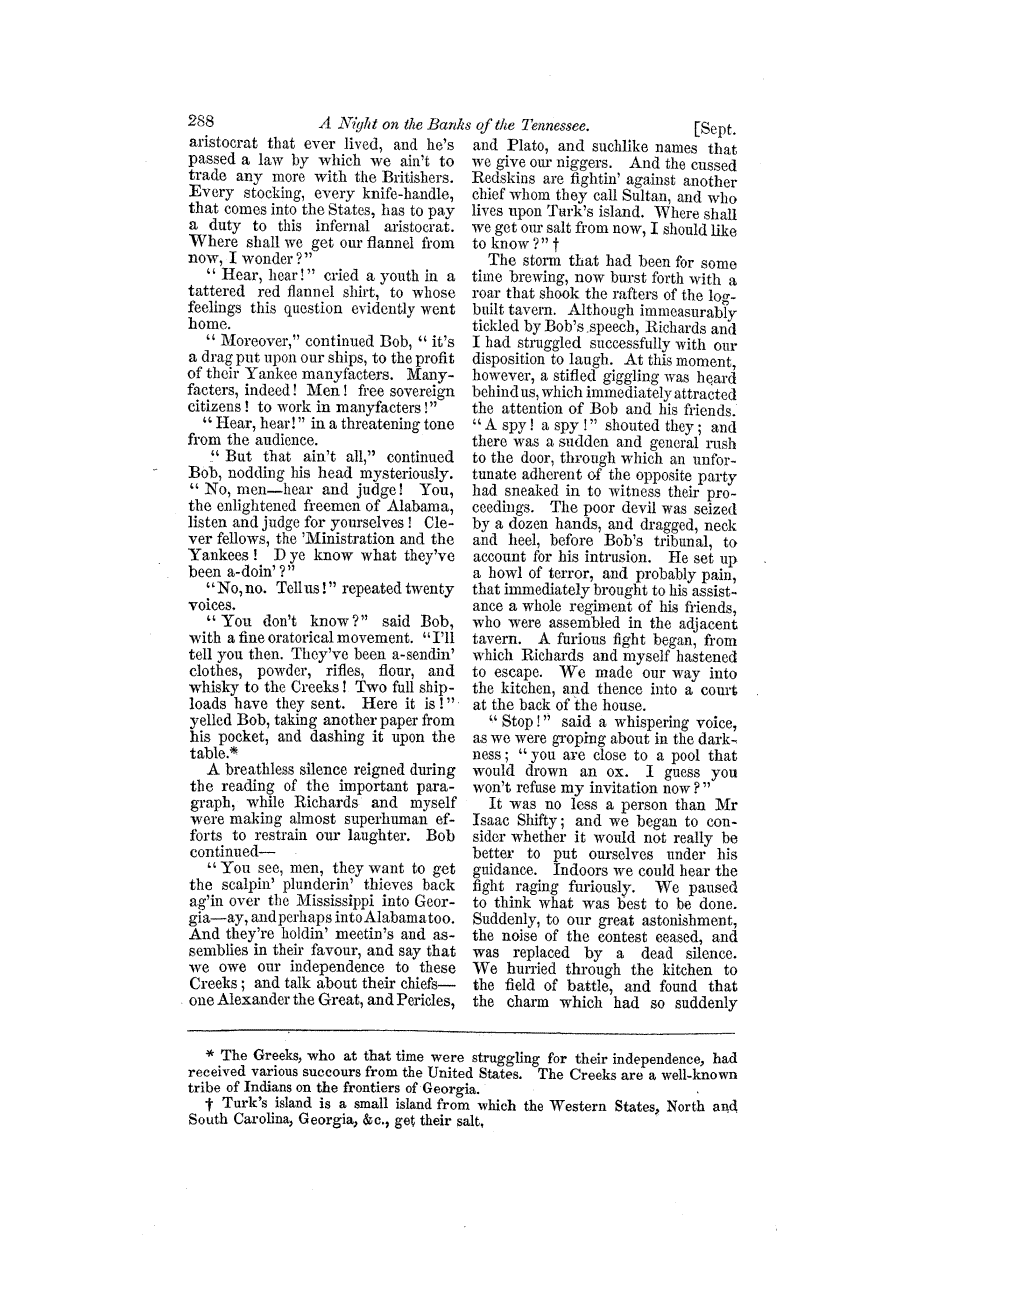 288 A Night on the Banks of the Tennessee. [Sept.
aristocrat that ever lived, and he's
passed a law by which we ain't to
trade any more with the Britishers.
Every stocking, every knife-handle,
that comes into the States, has to pay
a duty to this infernal aristocrat.
Where shall we get our flannel from
now, I wonder?"
"Hear, hear!" cried a youth in a
tattered red flannel shirt, to whose
feelings this question evidently went
home.
"Moreover," continued Bob, "it's
a drag put upon our ships, to the profit
of their Yankee manyfacters. Many-
facters, indeed! Men! free sovereign
citizens! to work in manyfacters!"
"Hear, hear!" in a threatening tone
from the audience.
"But that ain't all," continued
Bob, nodding his head mysteriously.
"No, men—hear and judge! You,
the enlightened freemen of Alabama,
listen and judge for yourselves! Cle-
ver fellows, the 'Ministration and the
Yankees! D ye know what they've
been a-doin'?"
"No, no. Tell us!" repeated twenty
voices.
"You don't know?" said Bob,
with a fine oratorical movement. "I'll
tell you then. They've been a-sendin'
clothes, powder, rifles, flour, and
whisky to the Creeks! Two full ship-
loads have they sent. Here it is!"
yelled Bob, taking another paper from
his pocket, and dashing it upon the
table.*
A breathless silence reigned during
the reading of the important para-
graph, while Richards and myself
were making almost superhuman ef-
forts to restrain our laughter. Bob
continued—
"You see, men, they want to get
the scalpin' plunderin' thieves back
ag'in over the Mississippi into Geor-
gia—ay, and perhaps into Alabama too.
And they're holdin' meetin's and as-
semblies in their favour, and say that
we owe our independence to these
Creeks; and talk about their chiefs—
one Alexander the Great, and Pericles,
and Plato, and suchlike names that
we give our niggers. And the cussed
Redskins are fightin' against another
chief whom they call Sultan, and who
lives upon Turk's island. Where shall
we get our salt from now, I should like
to know?" †
The storm that had been for some
time brewing, now burst forth with a
roar that shook the rafters of the log-
built tavern. Although immeasurably
tickled by Bob's speech, Richards and
I had struggled successfully with our
disposition to laugh. At this moment,
however, a stifled giggling was heard
behind us, which immediately attracted
the attention of Bob and his friends.
"A spy! a spy!" shouted they; and
there was a sudden and general rush
to the door, through which an unfor-
tunate adherent of the opposite party
had sneaked in to witness their pro-
ceedings. The poor devil was seized
by a dozen hands, and dragged, neck
and heel, before Bob's tribunal, to
account for his intrusion. He set up
a howl of terror, and probably pain,
that immediately brought to his assist-
ance a whole regiment of his friends,
who were assembled in the adjacent
tavern. A furious fight began, from
which Richards and myself hastened
to escape. We made our way into
the kitchen, and thence into a court
at the back of the house.
"Stop!" said a whispering voice,
as we were groping about in the dark-
ness; "you are close to a pool that
would drown an ox. I guess you
won't refuse my invitation now?"
It was no less a person than Mr
Isaac Shifty; and we began to con-
sider whether it would not really be
better to put ourselves under his
guidance. Indoors we could hear the
fight raging furiously. We paused
to think what was best to be done.
Suddenly, to our great astonishment,
the noise of the contest ceased, and
was replaced by a dead silence.
We hurried through the kitchen to
the field of battle, and found that
the charm which had so suddenly
* The Greeks, who at that time were struggling for their independence, had
received various succours from the United States. The Creeks are a well-known
tribe of Indians on the frontiers of Georgia.
† Turk's island is a small island from which the Western States, North and
South Carolina, Georgia, &c., get their salt.